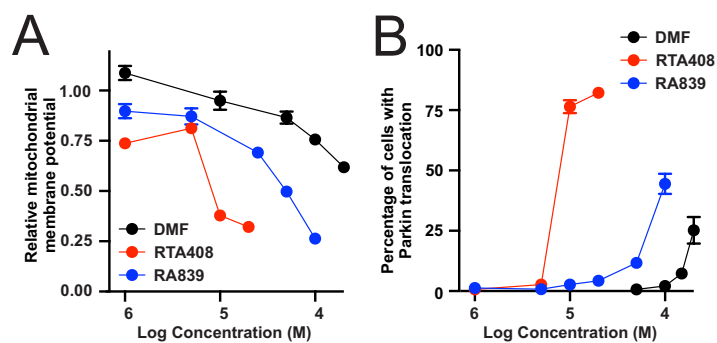 A
Relative mitochondrial
membrane potential
1.00
0.75
0.50
0.25
0.00
DMF
RTA408
RA839
6
5
4
Log Concentration (M)
B
Percentage of cells with
Parkin translocation
100
75
50
25
0
DMF
RTA408
RA839
6
5
4
Log Concentration (M)